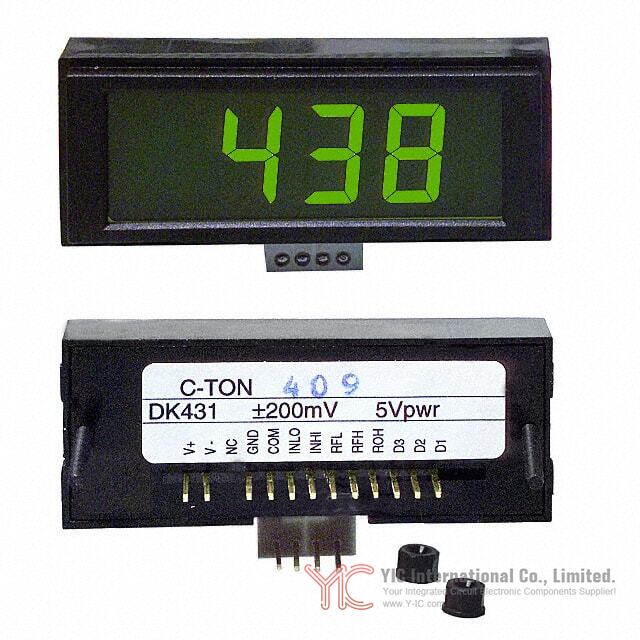 438
C-TON 409
DK431 ±200mV 5Vpwr
V+ V- NC GND COM INLO INHI RFL RFH ROH D3 D2 D1
YIC YIC International Co., Limited.
Your Integrated Circuit Electronic Components Supplier!
www.Y-IC.com